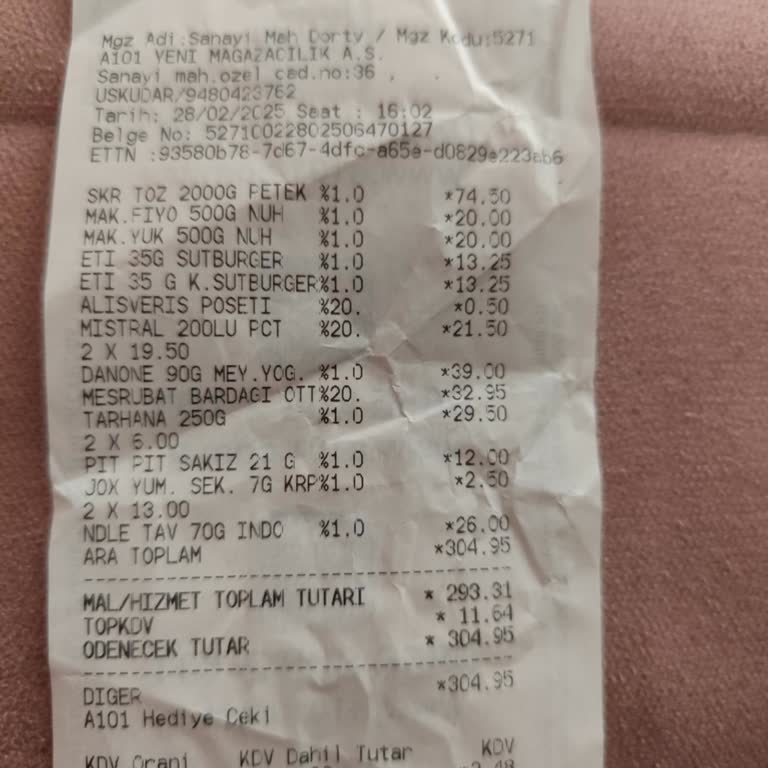 Mgz Adi:Sanayi Mah Dortv / Mgz Kodu:5271
A101 YENI MAGAZACILIK A.S.
Sanayi mah.ozel cad.no:36 , .
USKUDAR/9480423762
Tarih: 28/02/2025 Saat : 16:02
Belge No: 52710022802506470127
ETTN :93580b78-7d67-4dfc-a65a-d0829e223ab6
SKR TOZ 2000G PETEK %1.0 *74.50
MAK.FIYO 500G NUH %1.0 *20.00
MAK.YUK 500G NUH %1.0 *20.00
ETI 35G SUTBURGER %1.0 *13.25
ETI 35 G K.SUTBURGER%1.0 *13.25
ALISVERIS POSETI %20. *0.50
MISTRAL 200LU PCT %20. *21.50
2 X 19.50
DANONE 90G MEY.YOG. %1.0 *39.00
MESRUBAT BARDAGI OTT%20. *32.95
TARHANA 250G %1.0 *29.50
2 X 6.00
PIT PIT SAKIZ 21 G %1.0 *12.00
JOX YUM. SEK. 7G KRP%1.0 *2.50
2 X 13.00
NDLE TAV 70G INDO %1.0 *26.00
ARA TOPLAM *304.95
MAL/HIZMET TOPLAM TUTARI * 293.31
TOPKDV * 11.64
ODENECEK TUTAR * 304.95
DIGER *304.95
A101 Hediye Ceki
KDV Orani KDV Dahil Tutar KDV